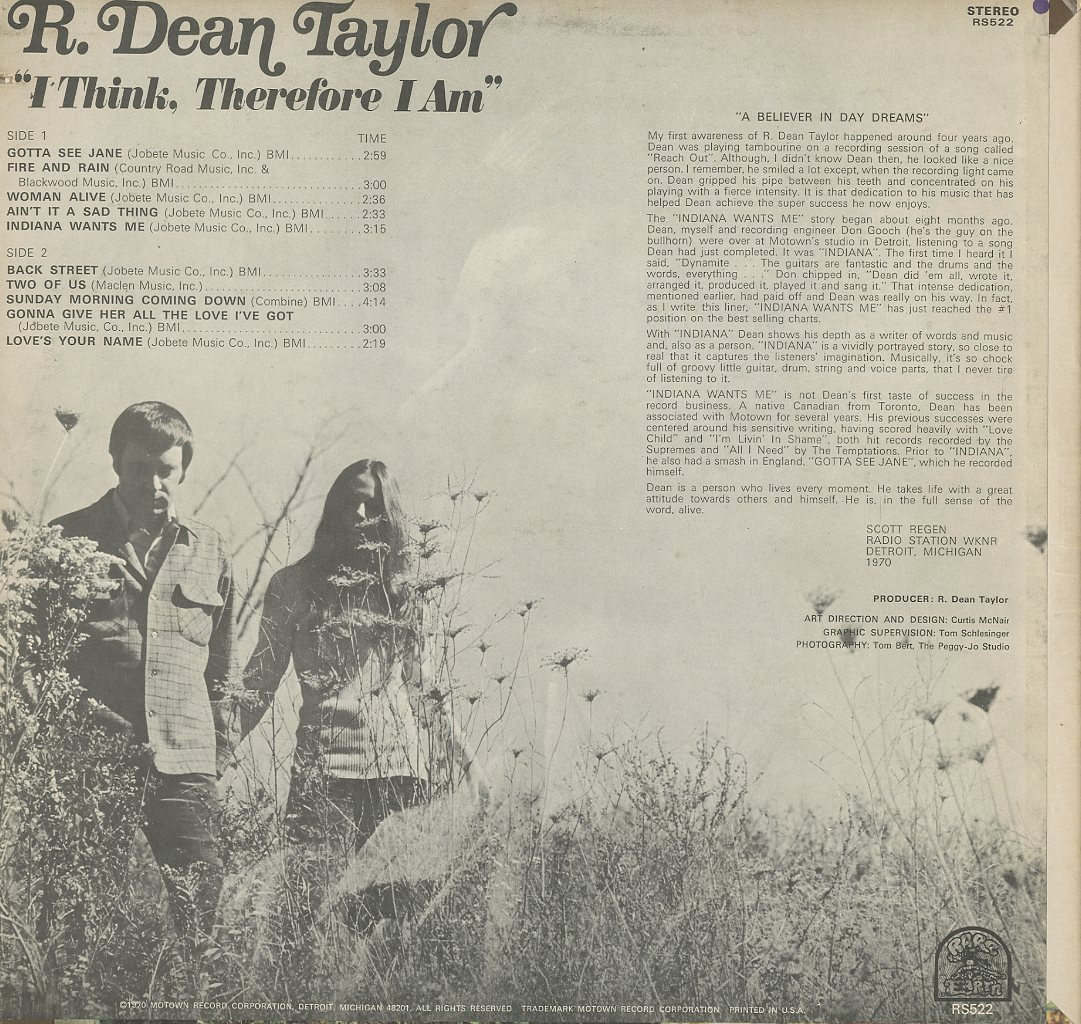 R. Dean Taylor
"I Think, Therefore I Am"
STEREO
RS522
SIDE 1 TIME
GOTTA SEE JANE (Jobete Music Co., Inc.) BMI............2:59
FIRE AND RAIN (Country Road Music, Inc. &
Blackwood Music, Inc.) BMI............................3:00
WOMAN ALIVE (Jobete Music Co., Inc.) BMI..............2:36
AIN'T IT A SAD THING (Jobete Music Co., Inc.) BMI......2:33
INDIANA WANTS ME (Jobete Music Co., Inc.) BMI........3:15
SIDE 2
BACK STREET (Jobete Music Co., Inc.) BMI..............3:33
TWO OF US (Maclen Music, Inc.)........................3:08
SUNDAY MORNING COMING DOWN (Combine) BMI....4:14
GONNA GIVE HER ALL THE LOVE I'VE GOT
(Jobete Music, Co., Inc.) BMI..........................3:00
LOVE'S YOUR NAME (Jobete Music Co., Inc.) BMI........2:19
"A BELIEVER IN DAY DREAMS"
My first awareness of R. Dean Taylor happened around four years ago.
Dean was playing tambourine on a recording session of a song called
"Reach Out". Although, I didn't know Dean then, he looked like a nice
person. I remember, he smiled a lot except, when the recording light came
on. Dean gripped his pipe between his teeth and concentrated on his
playing with a fierce intensity. It is that dedication to his music that has
helped Dean achieve the super success he now enjoys.
The "INDIANA WANTS ME" story began about eight months ago.
Dean, myself and recording engineer Don Gooch (he's the guy on the
bullhorn) were over at Motown's studio in Detroit, listening to a song
Dean had just completed. It was "INDIANA". The first time I heard it I
said, "Dynamite . . . The guitars are fantastic and the drums and the
words, everything . . ." Don chipped in, "Dean did 'em all, wrote it,
arranged it, produced it, played it and sang it." That intense dedication,
mentioned earlier, had paid off and Dean was really on his way. In fact,
as I write this liner, "INDIANA WANTS ME" has just reached the #1
position on the best selling charts.
With "INDIANA" Dean shows his depth as a writer of words and music
and, also as a person. "INDIANA" is a vividly portrayed story, so close to
real that it captures the listeners' imagination. Musically, it's so chock
full of groovy little guitar, drum, string and voice parts, that I never tire
of listening to it.
"INDIANA WANTS ME" is not Dean's first taste of success in the
record business. A native Canadian from Toronto, Dean has been
associated with Motown for several years. His previous successes were
centered around his sensitive writing, having scored heavily with "Love
Child" and "I'm Livin' In Shame", both hit records recorded by the
Supremes and "All I Need" by The Temptations. Prior to "INDIANA",
he also had a smash in England, "GOTTA SEE JANE", which he recorded
himself.
Dean is a person who lives every moment. He takes life with a great
attitude towards others and himself. He is, in the full sense of the
word, alive.
SCOTT REGEN
RADIO STATION WKNR
DETROIT, MICHIGAN
1970
PRODUCER: R. Dean Taylor
ART DIRECTION AND DESIGN: Curtis McNair
GRAPHIC SUPERVISION: Tom Schlesinger
PHOTOGRAPHY: Tom Bert, The Peggy-Jo Studio
RARE
EARTH
RS522
©1970 MOTOWN RECORD CORPORATION, DETROIT, MICHIGAN 48201. ALL RIGHTS RESERVED TRADEMARK MOTOWN RECORD CORPORATION PRINTED IN U.S.A.